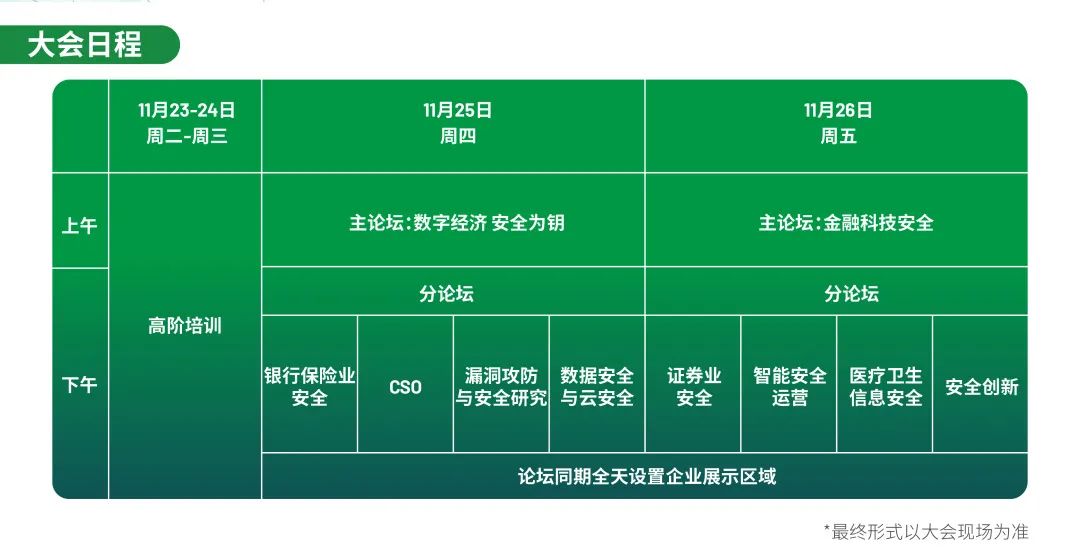 大会日程
11月23-24日
周二-周三
11月25日
周四
11月26日
周五
上午
主论坛：数字经济 安全为钥
主论坛：金融科技安全
高阶培训
下午
分论坛
分论坛
银行保险业
安全
CSO
漏洞攻防
与安全研究
数据安全
与云安全
证券业
安全
智能安全
运营
医疗卫生
信息安全
安全创新
论坛同期全天设置企业展示区域
*最终形式以大会现场为准